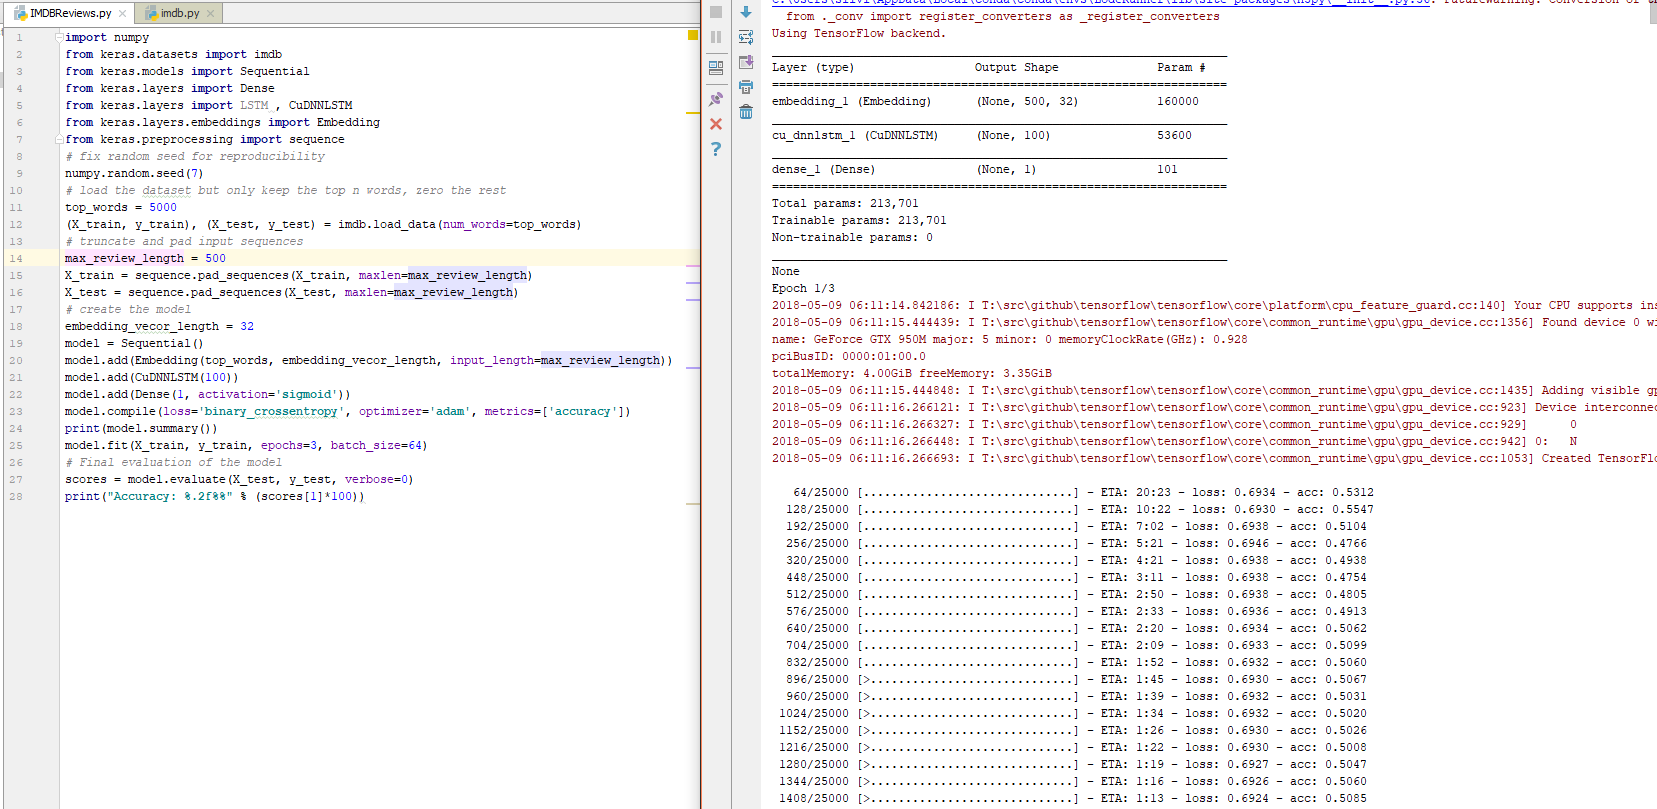 IMDBReviews.py
imdb.py
1 import numpy
2 from keras.datasets import imdb
3 from keras.models import Sequential
4 from keras.layers import Dense
5 from keras.layers import LSTM , CuDNNLSTM
6 from keras.layers.embeddings import Embedding
7 from keras.preprocessing import sequence
8 # fix random seed for reproducibility
9 numpy.random.seed(7)
10 # load the dataset but only keep the top n words, zero the rest
11 top_words = 5000
12 (X_train, y_train), (X_test, y_test) = imdb.load_data(num_words=top_words)
13 # truncate and pad input sequences
14 max_review_length = 500
15 X_train = sequence.pad_sequences(X_train, maxlen=max_review_length)
16 X_test = sequence.pad_sequences(X_test, maxlen=max_review_length)
17 # create the model
18 embedding_vecor_length = 32
19 model = Sequential()
20 model.add(Embedding(top_words, embedding_vecor_length, input_length=max_review_length))
21 model.add(CuDNNLSTM(100))
22 model.add(Dense(1, activation='sigmoid'))
23 model.compile(loss='binary_crossentropy', optimizer='adam', metrics=['accuracy'])
24 print(model.summary())
25 model.fit(X_train, y_train, epochs=3, batch_size=64)
26 # Final evaluation of the model
27 scores = model.evaluate(X_test, y_test, verbose=0)
28 print("Accuracy: %.2f%%" % (scores[1]*100))
from ._conv import register_converters as _register_converters
Using TensorFlow backend.
Layer (type) Output Shape Param #
=================================================================
embedding_1 (Embedding) (None, 500, 32) 160000
cu_dnnlstm_1 (CuDNNLSTM) (None, 100) 53600
dense_1 (Dense) (None, 1) 101
=================================================================
Total params: 213,701
Trainable params: 213,701
Non-trainable params: 0
None
Epoch 1/3
2018-05-09 06:11:14.842186: I T:\src\github\tensorflow\tensorflow\core\platform\cpu_feature_guard.cc:140] Your CPU supports ins
2018-05-09 06:11:15.444439: I T:\src\github\tensorflow\tensorflow\core\common_runtime\gpu\gpu_device.cc:1356] Found device 0 wi
name: GeForce GTX 950M major: 5 minor: 0 memoryClockRate(GHz): 0.928
pciBusID: 0000:01:00.0
totalMemory: 4.00GiB freeMemory: 3.35GiB
2018-05-09 06:11:15.444848: I T:\src\github\tensorflow\tensorflow\core\common_runtime\gpu\gpu_device.cc:1435] Adding visible gp
2018-05-09 06:11:16.266121: I T:\src\github\tensorflow\tensorflow\core\common_runtime\gpu\gpu_device.cc:923] Device interconnec
2018-05-09 06:11:16.266327: I T:\src\github\tensorflow\tensorflow\core\common_runtime\gpu\gpu_device.cc:929] 0
2018-05-09 06:11:16.266448: I T:\src\github\tensorflow\tensorflow\core\common_runtime\gpu\gpu_device.cc:942] 0: N
2018-05-09 06:11:16.266693: I T:\src\github\tensorflow\tensorflow\core\common_runtime\gpu\gpu_device.cc:1053] Created TensorFlo
64/25000 [..............................] - ETA: 20:23 - loss: 0.6934 - acc: 0.5312
128/25000 [..............................] - ETA: 10:22 - loss: 0.6930 - acc: 0.5547
192/25000 [..............................] - ETA: 7:02 - loss: 0.6938 - acc: 0.5104
256/25000 [..............................] - ETA: 5:21 - loss: 0.6946 - acc: 0.4766
320/25000 [..............................] - ETA: 4:21 - loss: 0.6938 - acc: 0.4938
448/25000 [..............................] - ETA: 3:11 - loss: 0.6938 - acc: 0.4754
512/25000 [..............................] - ETA: 2:50 - loss: 0.6938 - acc: 0.4805
576/25000 [..............................] - ETA: 2:33 - loss: 0.6936 - acc: 0.4913
640/25000 [..............................] - ETA: 2:20 - loss: 0.6934 - acc: 0.5062
704/25000 [..............................] - ETA: 2:09 - loss: 0.6933 - acc: 0.5099
832/25000 [..............................] - ETA: 1:52 - loss: 0.6932 - acc: 0.5060
896/25000 [>.............................] - ETA: 1:45 - loss: 0.6930 - acc: 0.5067
960/25000 [>.............................] - ETA: 1:39 - loss: 0.6932 - acc: 0.5031
1024/25000 [>.............................] - ETA: 1:34 - loss: 0.6932 - acc: 0.5020
1152/25000 [>.............................] - ETA: 1:26 - loss: 0.6930 - acc: 0.5026
1216/25000 [>.............................] - ETA: 1:22 - loss: 0.6930 - acc: 0.5008
1280/25000 [>.............................] - ETA: 1:19 - loss: 0.6927 - acc: 0.5047
1344/25000 [>.............................] - ETA: 1:16 - loss: 0.6926 - acc: 0.5060
1408/25000 [>.............................] - ETA: 1:13 - loss: 0.6924 - acc: 0.5085